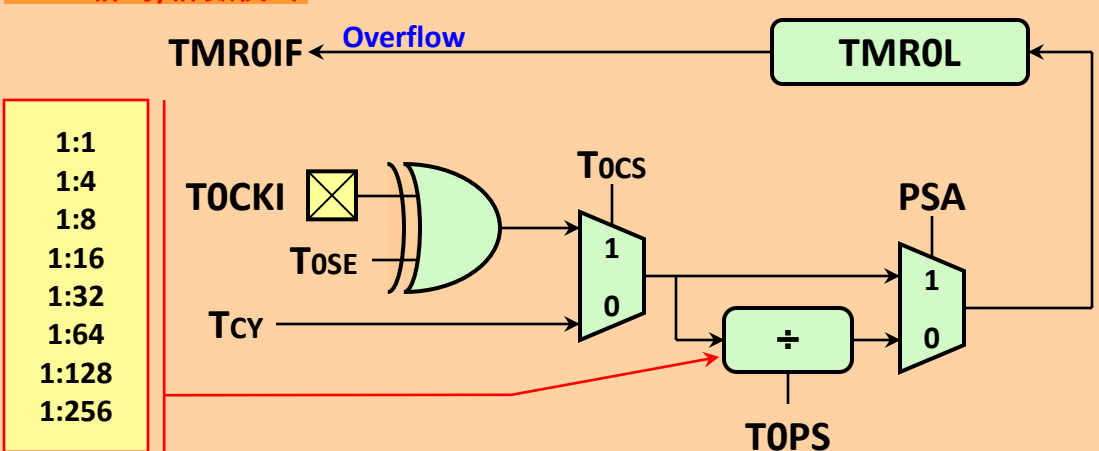 Overflow
TMR0IF
TMR0L
1:1
1:4
1:8
1:16
1:32
1:64
1:128
1:256
T0CKI
T0SE
TCY
T0CS
1
0
PSA
1
0
÷
T0PS